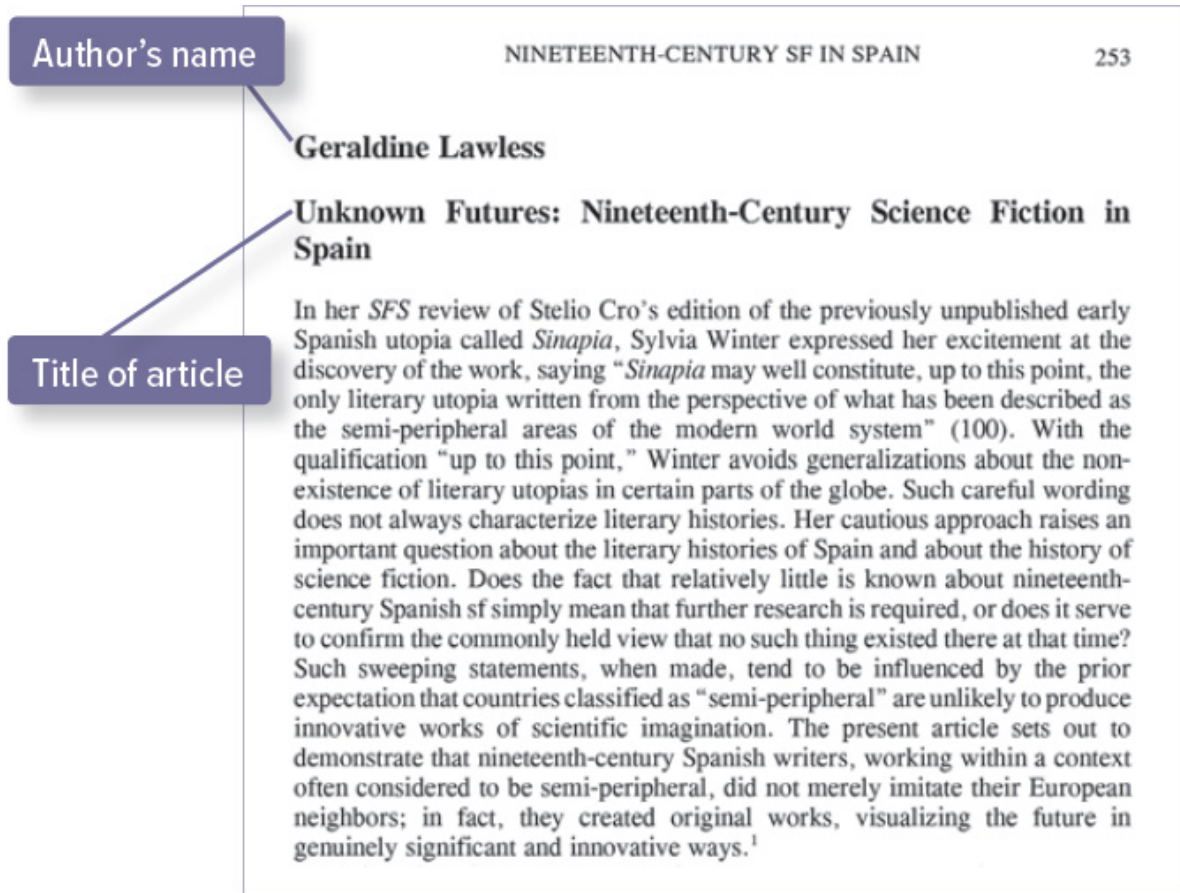 Author's name
NINETEENTH-CENTURY SF IN SPAIN 253
Geraldine Lawless
Unknown Futures: Nineteenth-Century Science Fiction in
Spain
Title of article
In her SFS review of Stelio Cro's edition of the previously unpublished early
Spanish utopia called Sinapia, Sylvia Winter expressed her excitement at the
discovery of the work, saying “Sinapia may well constitute, up to this point, the
only literary utopia written from the perspective of what has been described as
the semi-peripheral areas of the modern world system” (100). With the
qualification “up to this point,” Winter avoids generalizations about the non-
existence of literary utopias in certain parts of the globe. Such careful wording
does not always characterize literary histories. Her cautious approach raises an
important question about the literary histories of Spain and about the history of
science fiction. Does the fact that relatively little is known about nineteenth-
century Spanish sf simply mean that further research is required, or does it serve
to confirm the commonly held view that no such thing existed there at that time?
Such sweeping statements, when made, tend to be influenced by the prior
expectation that countries classified as “semi-peripheral” are unlikely to produce
innovative works of scientific imagination. The present article sets out to
demonstrate that nineteenth-century Spanish writers, working within a context
often considered to be semi-peripheral, did not merely imitate their European
neighbors; in fact, they created original works, visualizing the future in
genuinely significant and innovative ways.¹